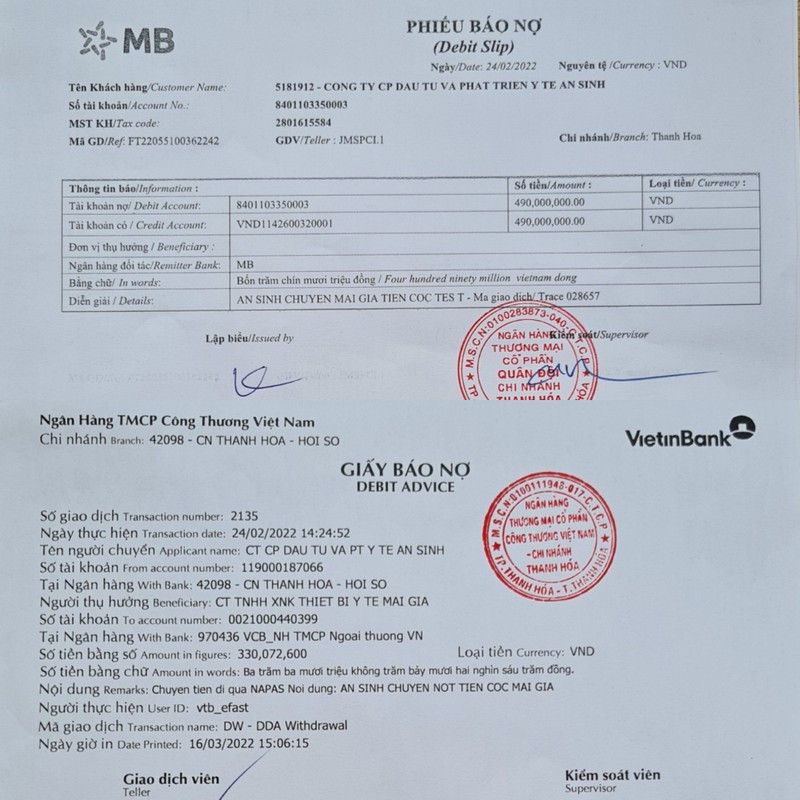 MB
PHIẾU BÁO NỢ
(Debit Slip)
Ngày/Date: 24/02/2022 Nguyên tệ /Currency : VND
Tên Khách hàng/Customer Name: 5181912 - CONG TY CP DAU TU VA PHAT TRIEN Y TE AN SINH
Số tài khoản/Account No.: 8401103350003
MST KH/Tax code: 2801615584
Mã GD/Ref: FT22055100362242 GDV/Teller : JMSPCI.1 Chi nhánh/Branch: Thanh Hoa
Thông tin báo/Information : Số tiền/Amount : Loại tiền/ Currency :
Tài khoản nợ/ Debit Account: 8401103350003 490,000,000.00 VND
Tài khoản có / Credit Account: VND1142600320001 490,000,000.00 VND
Đơn vị thụ hưởng / Beneficiary :
Ngân hàng đối tác/Remitter Bank: MB
Bằng chữ/ In words: Bốn trăm chín mươi triệu đồng / Four hundred ninety million vietnam dong
Diễn giải / Details: AN SINH CHUYEN MAI GIA TIEN COC TES T - Ma giao dich/ Trace 028657
Lập biểu/Issued by Kiểm soát/Supervisor
M.S.C.N:0100283873-040-C.T.C.P
NGÂN HÀNG
THƯƠNG MẠI
CỔ PHẦN
QUÂN ĐỘI
CHI NHÁNH
THANH HÓA
Ngân Hàng TMCP Công Thương Việt Nam
Chi nhánh Branch: 42098 - CN THANH HOA - HOI SO
VietinBank
GIẤY BÁO NỢ
DEBIT ADVICE
M.S.C.N:0100111948-017-C.T.C.P
NGÂN HÀNG
THƯƠNG MẠI CỔ PHẦN
CÔNG THƯƠNG VIỆT NAM
-CHI NHÁNH
THANH HÓA
TP.THANH HÓA - T.THANH HÓA
Số giao dịch Transaction number: 2135
Ngày thực hiện Transaction date: 24/02/2022 14:24:52
Tên người chuyển Applicant name: CT CP DAU TU VA PT Y TE AN SINH
Số tài khoản From account number: 119000187066
Tại Ngân hàng With Bank: 42098 - CN THANH HOA - HOI SO
Người thụ hưởng Beneficiary: CT TNHH XNK THIET BI Y TE MAI GIA
Số tài khoản To account number: 0021000440399
Tại Ngân hàng With Bank: 970436 VCB_NH TMCP Ngoai thuong VN
Số tiền bằng số Amount in figures: 330,072,600 Loại tiền Currency: VND
Số tiền bằng chữ Amount in words: Ba trăm ba mươi triệu không trăm bảy mươi hai nghìn sáu trăm đồng.
Nội dung Remarks: Chuyen tien di qua NAPAS Noi dung: AN SINH CHUYEN NOT TIEN COC MAI GIA
Người thực hiện User ID: vtb_efast
Mã giao dịch Transaction name: DW - DDA Withdrawal
Ngày giờ in Date Printed: 16/03/2022 15:06:15
Giao dịch viên Kiểm soát viên
Teller Supervisor